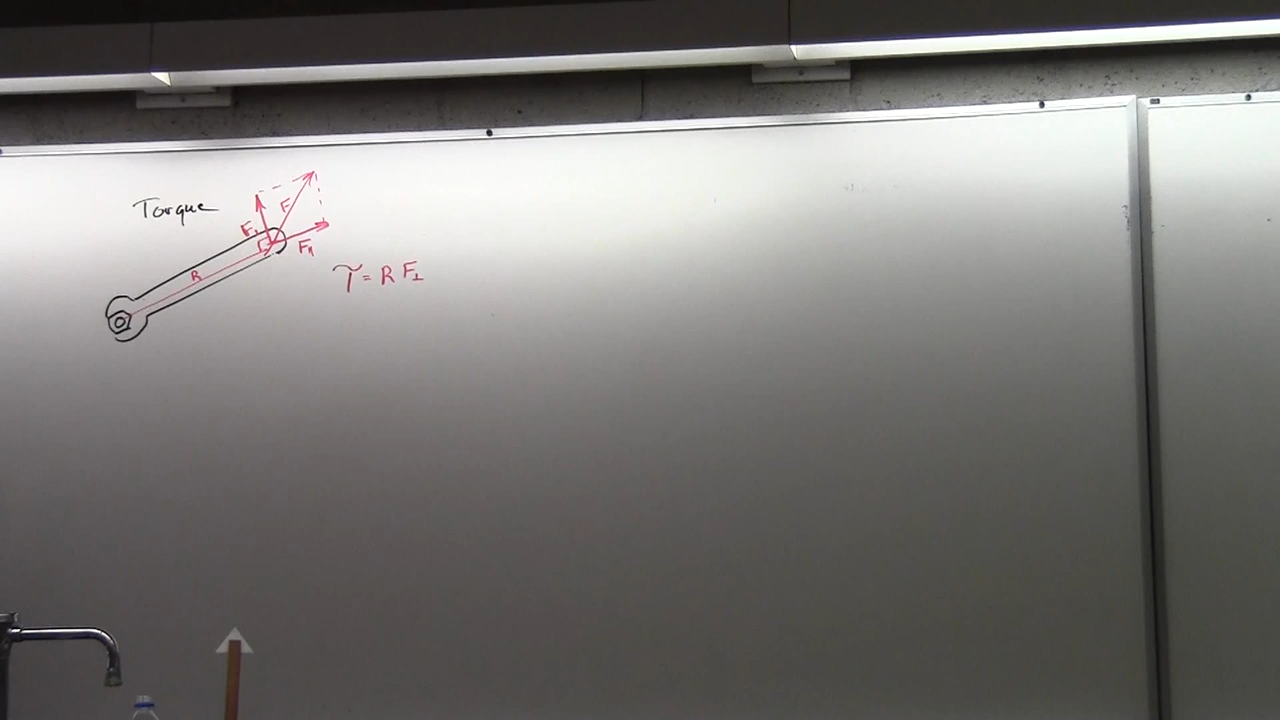 Torque
F
F⊥
F∥
R
τ = R F⊥